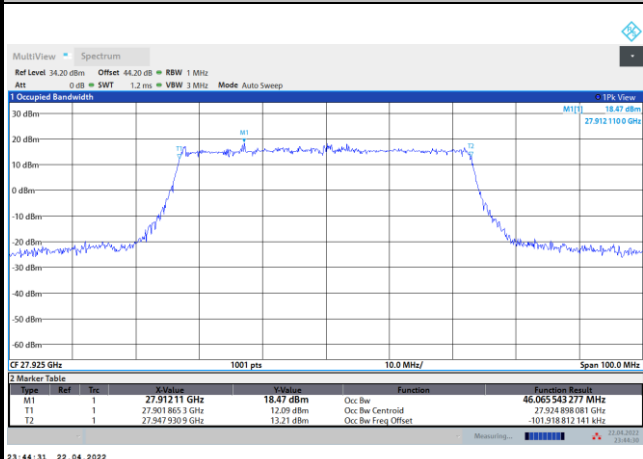 MultiView Spectrum
Ref Level 34.20 dBm Offset 44.20 dB RBW 1 MHz
Att 0 dB SWT 1.2 ms VBW 3 MHz Mode Auto Sweep
1 Occupied Bandwidth 1Pk View
M1[1] 18.47 dBm
27.912 110 0 GHz
30 dBm
20 dBm
M1
T1
T2
10 dBm
0 dBm
-10 dBm
-20 dBm
-30 dBm
-40 dBm
-50 dBm
-60 dBm
CF 27.925 GHz 1001 pts 10.0 MHz/ Span 100.0 MHz
2 Marker Table
Type Ref Trc X-Value Y-Value Function Function Result
M1 1 27.912 11 GHz 18.47 dBm Occ Bw 46.065 543 277 MHz
T1 1 27.901 865 3 GHz 12.09 dBm Occ Bw Centroid 27.924 898 081 GHz
T2 1 27.947 930 9 GHz 13.21 dBm Occ Bw Freq Offset -101.918 812 141 kHz
Measuring... 22.04.2022
23:44:30
23:44:31 22.04.2022